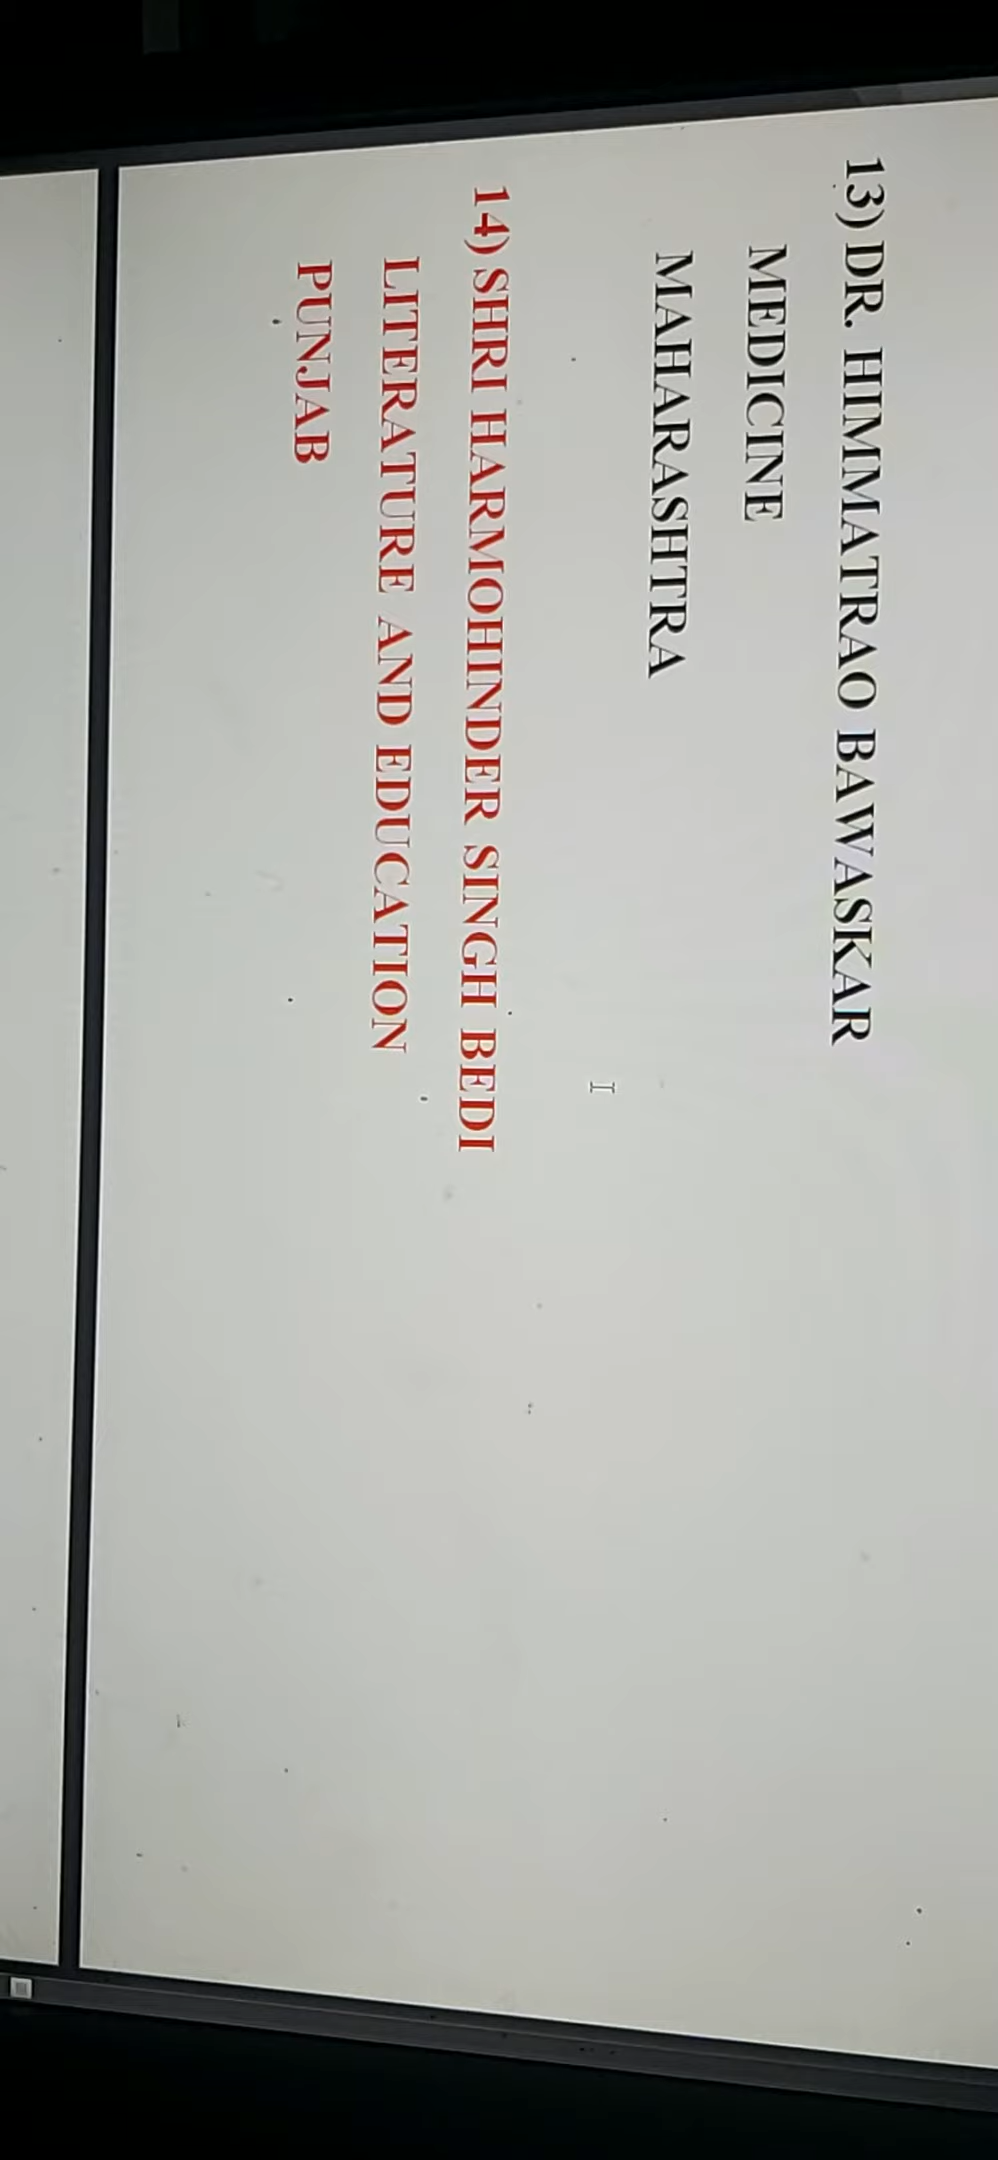 13) DR. HIMMATRAO BAWASKAR
MEDICINE
MAHARASHTRA
14) SHRI HARMOHINDER SINGH BEDI
LITERATURE AND EDUCATION
PUNJAB